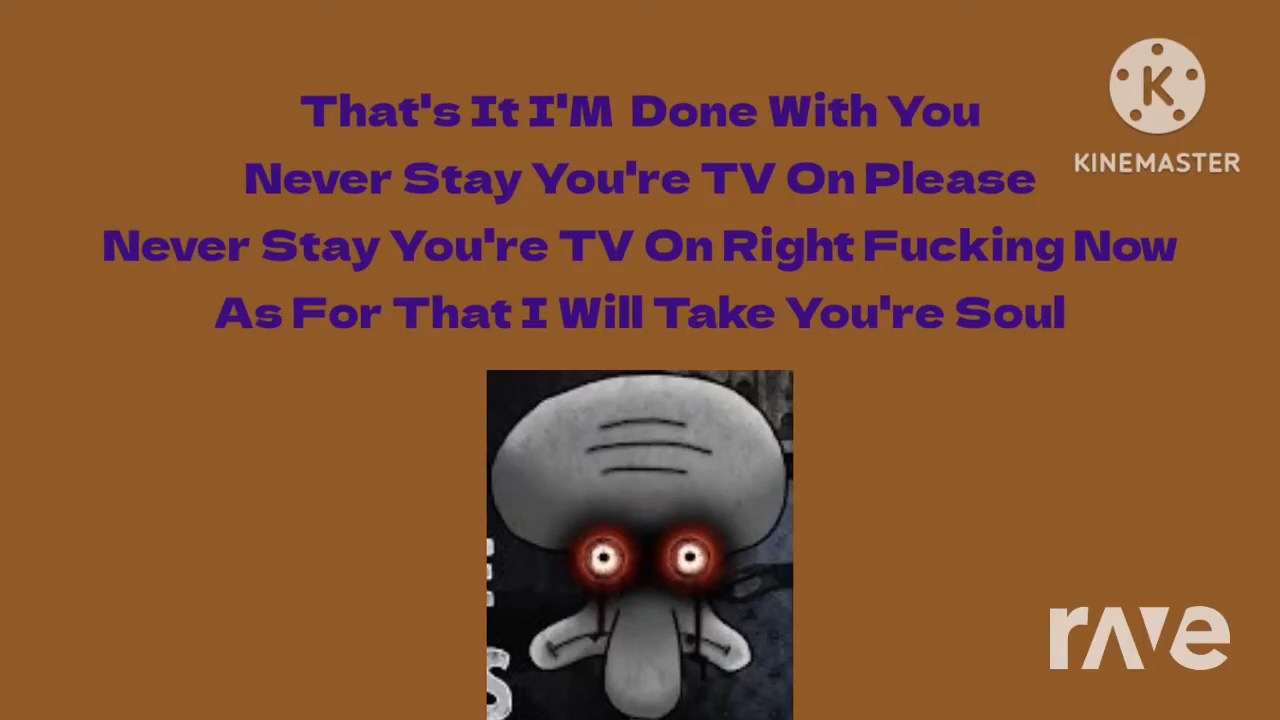 That's It I'M Done With You
Never Stay You're TV On Please
Never Stay You're TV On Right Fucking Now
As For That I Will Take You're Soul
K
KINEMASTER
rave